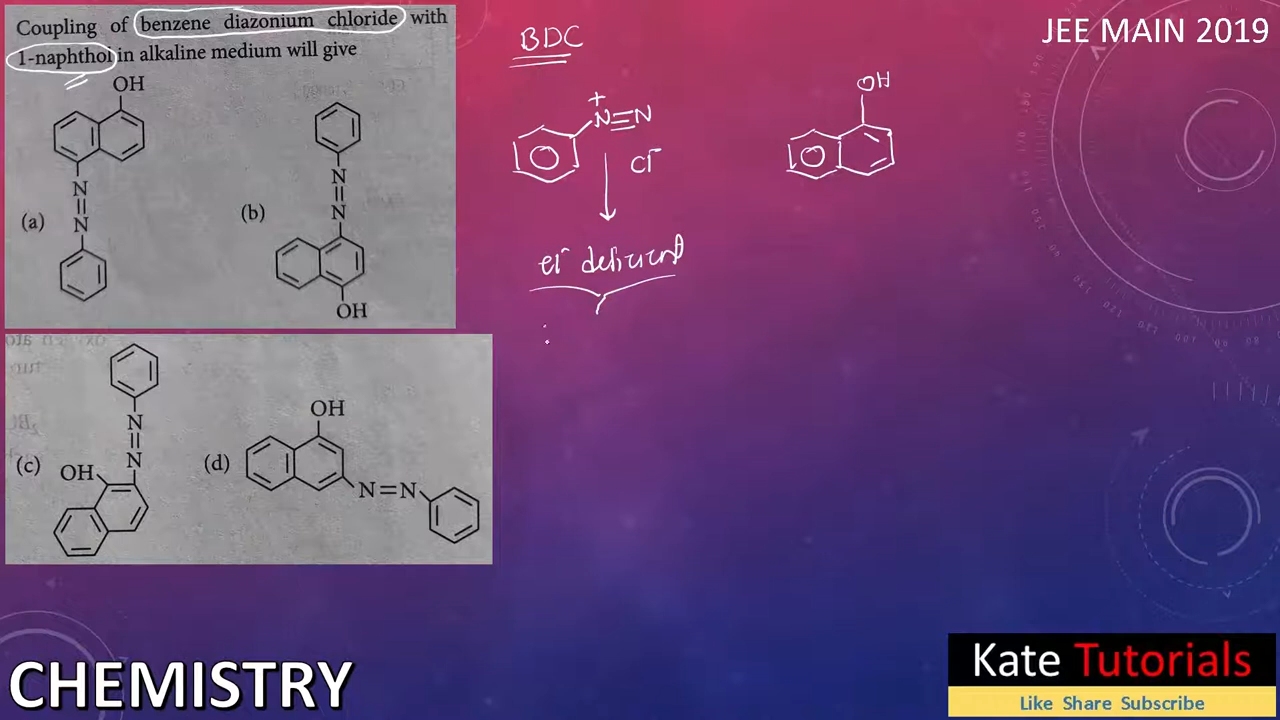 Coupling of benzene diazonium chloride with
1-naphthol in alkaline medium will give
OH
N
N
(a)
N
N
(b)
OH
N
N
OH
(c)
OH
(d)
N=N
BDC
+
N≡N
Cl⁻
OH
el⁻ deficient
JEE MAIN 2019
CHEMISTRY
Kate Tutorials
Like Share Subscribe